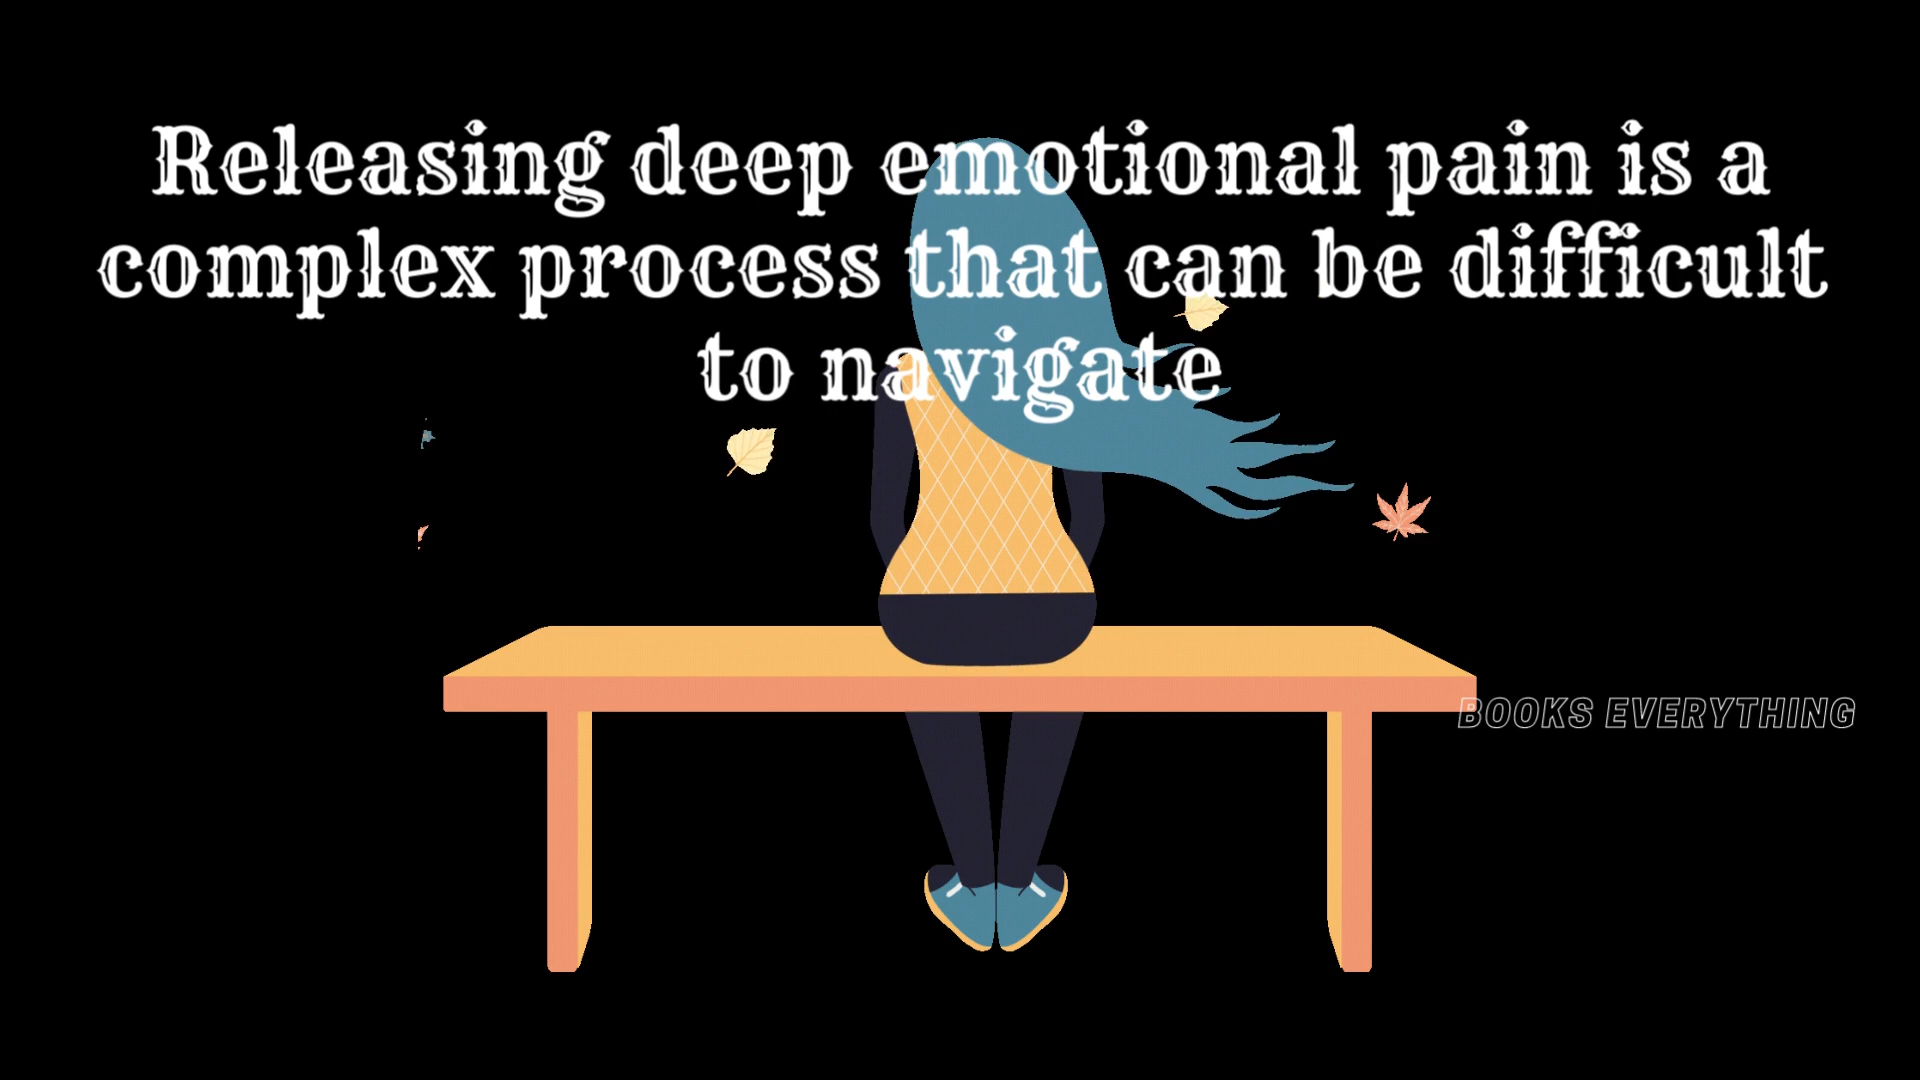 Releasing deep emotional pain is a
complex process that can be difficult
to navigate
BOOKS EVERYTHING